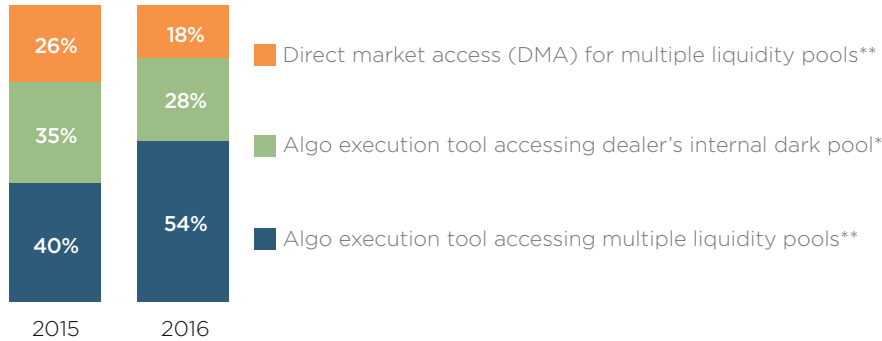 26%
18%
Direct market access (DMA) for multiple liquidity pools**
35%
28%
Algo execution tool accessing dealer's internal dark pool*
40%
54%
Algo execution tool accessing multiple liquidity pools**
2015
2016